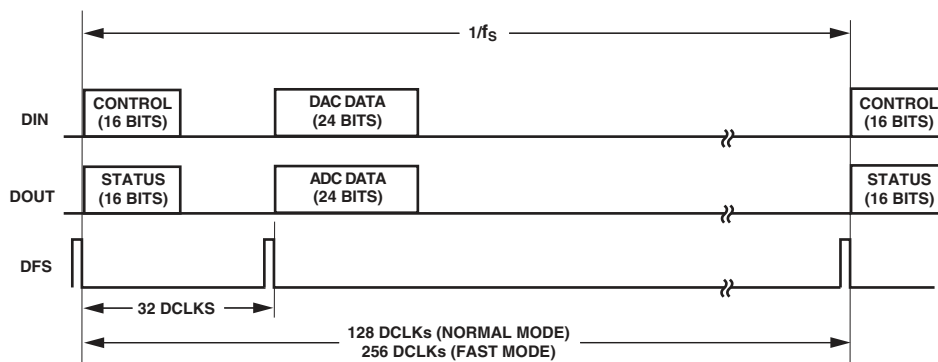 1/fS
DIN
CONTROL
(16 BITS)
DAC DATA
(24 BITS)
CONTROL
(16 BITS)
DOUT
STATUS
(16 BITS)
ADC DATA
(24 BITS)
STATUS
(16 BITS)
DFS
32 DCLKS
128 DCLKs (NORMAL MODE)
256 DCLKs (FAST MODE)